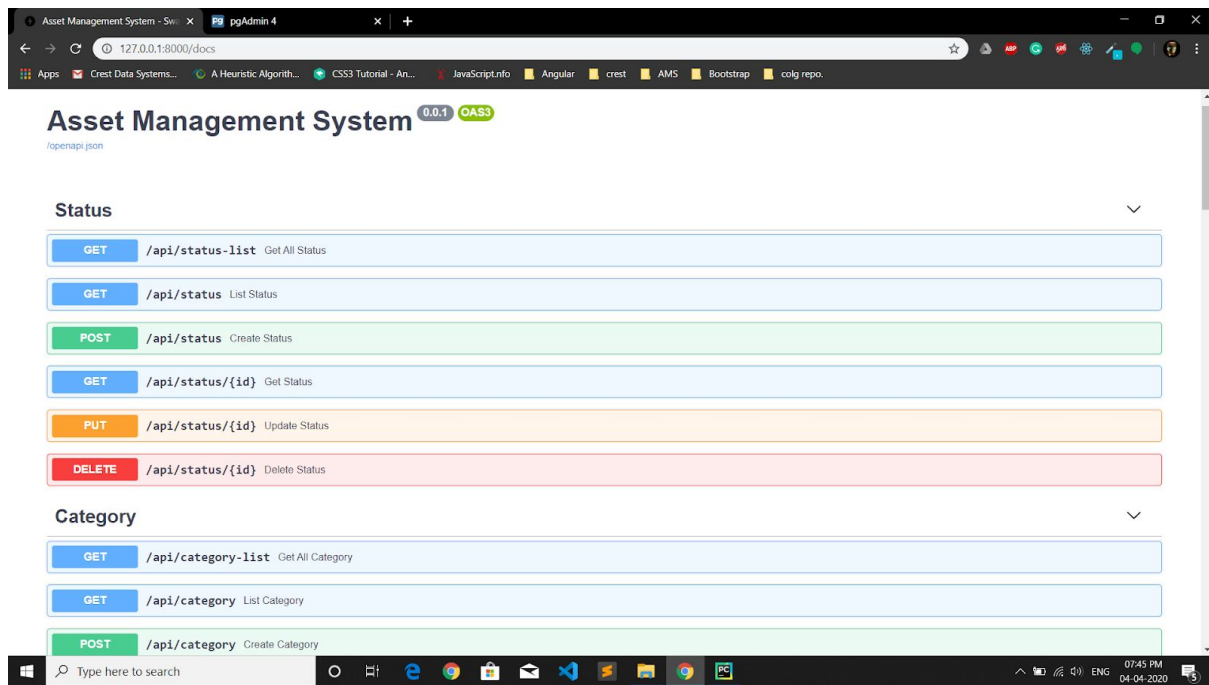 Asset Management System - Swa
pgAdmin 4
127.0.0.1:8000/docs
ABP
Apps
Crest Data Systems...
A Heuristic Algorith...
CSS3 Tutorial - An...
JavaScript.nfo
Angular
crest
AMS
Bootstrap
colg repo.
Asset Management System 0.0.1 OAS3
/openapi.json
Status
GET /api/status-list Get All Status
GET /api/status List Status
POST /api/status Create Status
GET /api/status/{id} Get Status
PUT /api/status/{id} Update Status
DELETE /api/status/{id} Delete Status
Category
GET /api/category-list Get All Category
GET /api/category List Category
POST /api/category Create Category
Type here to search
PC
ENG
07:45 PM
04-04-2020
5